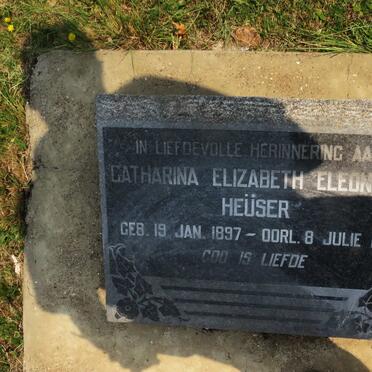 IN LIEFDEVOLLE HERINNERING AA
CATHARINA ELIZABETH ELEON
HEÜSER
GEB. 19 JAN. 1897 - OORL. 8 JULIE
GOD IS LIEFDE